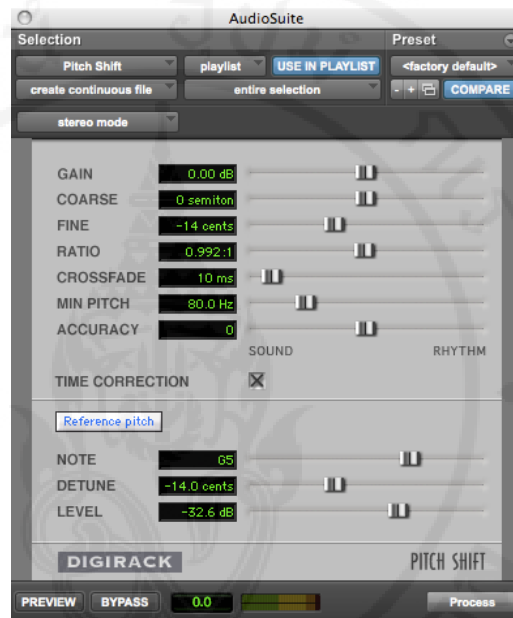 AudioSuite
Selection Preset
Pitch Shift playlist USE IN PLAYLIST <factory default>
create continuous file entire selection - + COMPARE
stereo mode
GAIN 0.00 dB
COARSE 0 semiton
FINE -14 cents
RATIO 0.992:1
CROSSFADE 10 ms
MIN PITCH 80.0 Hz
ACCURACY 0
SOUND RHYTHM
TIME CORRECTION
Reference pitch
NOTE G5
DETUNE -14.0 cents
LEVEL -32.6 dB
DIGIRACK PITCH SHIFT
PREVIEW BYPASS 0.0 Process